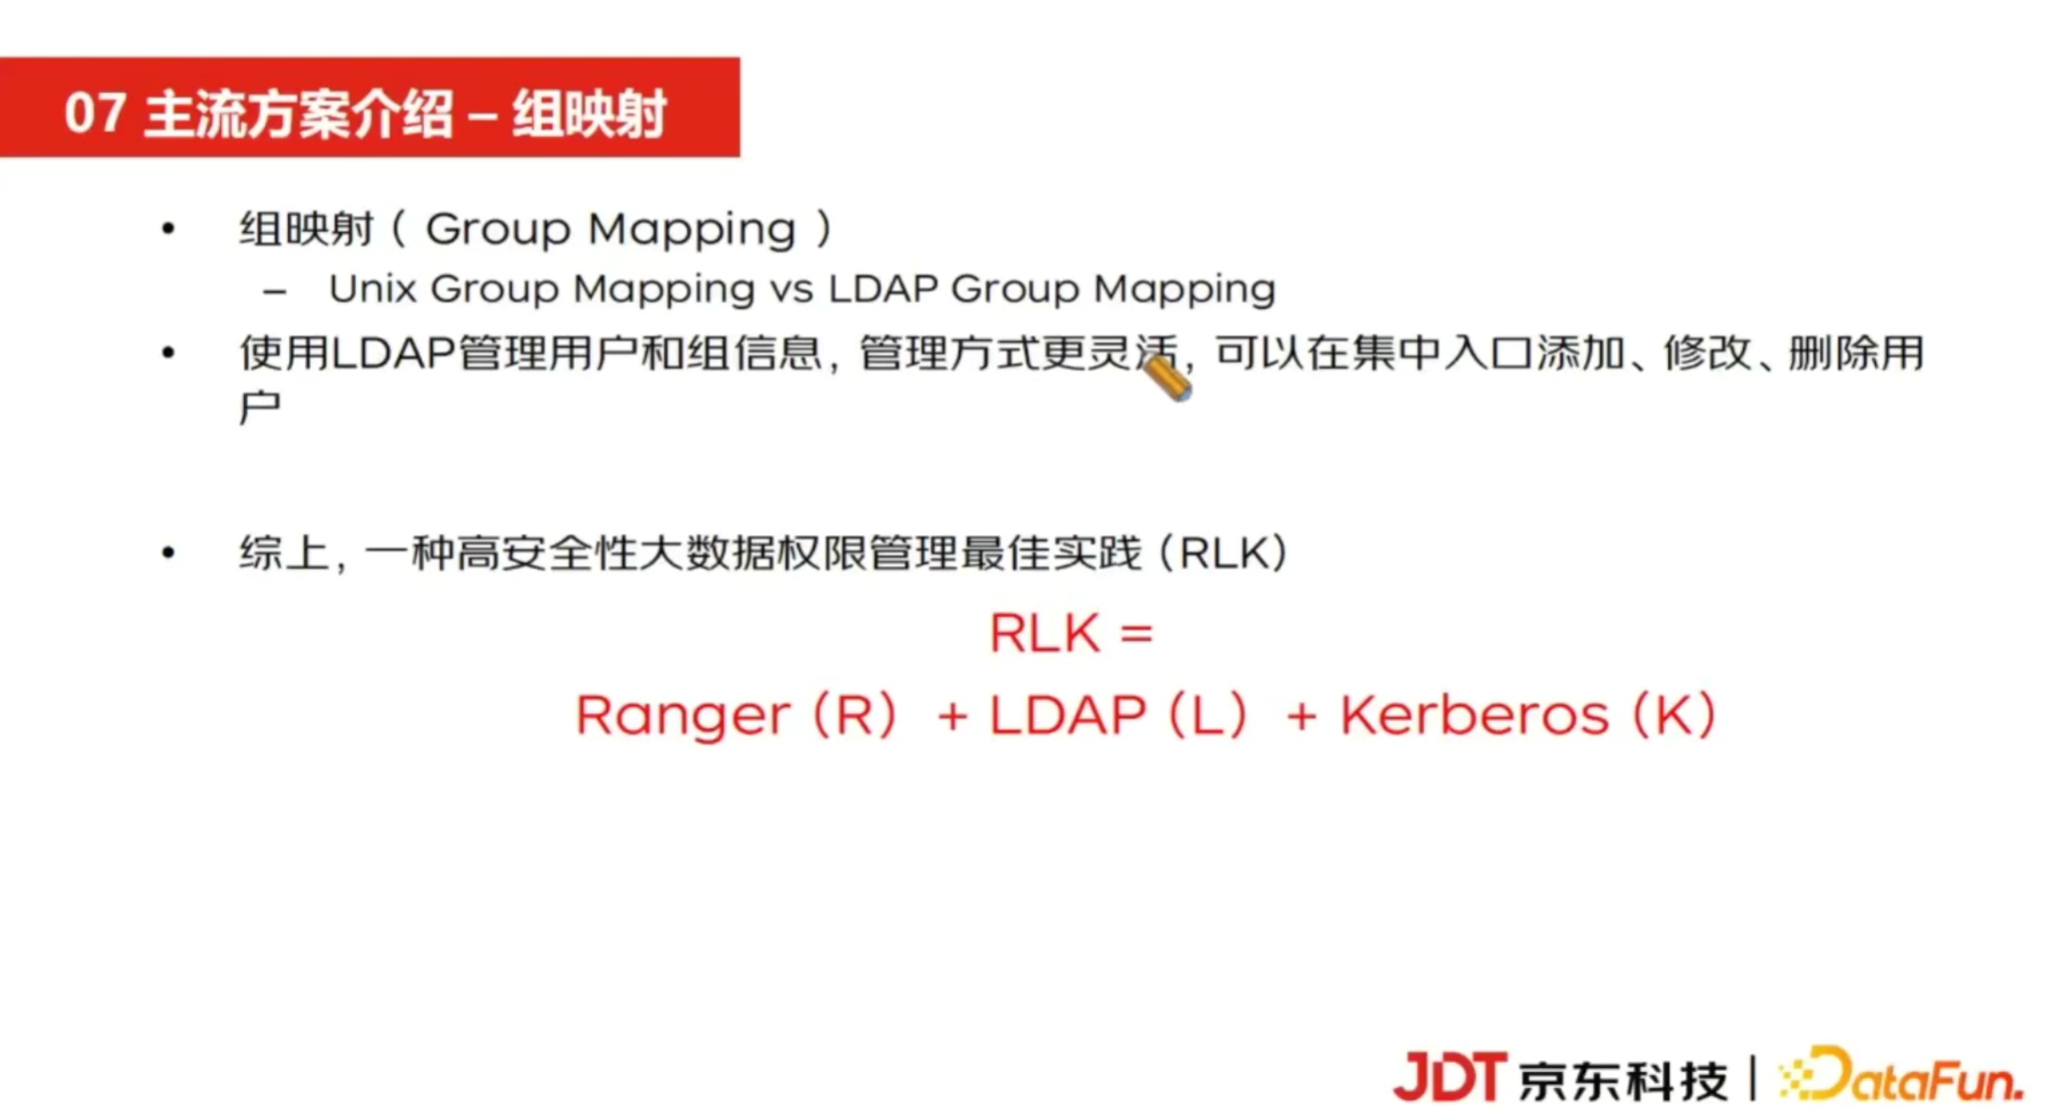 07 主流方案介绍 – 组映射
• 组映射（ Group Mapping ）
– Unix Group Mapping vs LDAP Group Mapping
• 使用LDAP管理用户和组信息，管理方式更灵活，可以在集中入口添加、修改、删除用
户
• 综上，一种高安全性大数据权限管理最佳实践（RLK）
RLK =
Ranger（R） + LDAP（L） + Kerberos（K）
JDT 京东科技 | DataFun.